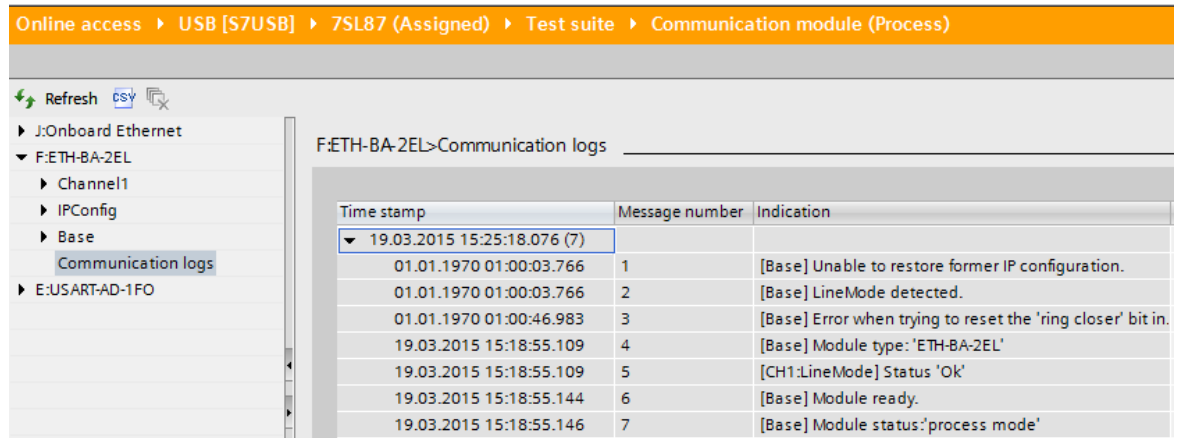 Online access ▸ USB [S7USB] ▸ 7SL87 (Assigned) ▸ Test suite ▸ Communication module (Process)
Refresh CSV
J:Onboard Ethernet
F:ETH-BA-2EL
Channel1
IPConfig
Base
Communication logs
E:USART-AD-1FO
F:ETH-BA-2EL>Communication logs
Time stamp Message number Indication
19.03.2015 15:25:18.076 (7)
01.01.1970 01:00:03.766 1 [Base] Unable to restore former IP configuration.
01.01.1970 01:00:03.766 2 [Base] LineMode detected.
01.01.1970 01:00:46.983 3 [Base] Error when trying to reset the 'ring closer' bit in.
19.03.2015 15:18:55.109 4 [Base] Module type: 'ETH-BA-2EL'
19.03.2015 15:18:55.109 5 [CH1:LineMode] Status 'Ok'
19.03.2015 15:18:55.144 6 [Base] Module ready.
19.03.2015 15:18:55.146 7 [Base] Module status:'process mode'